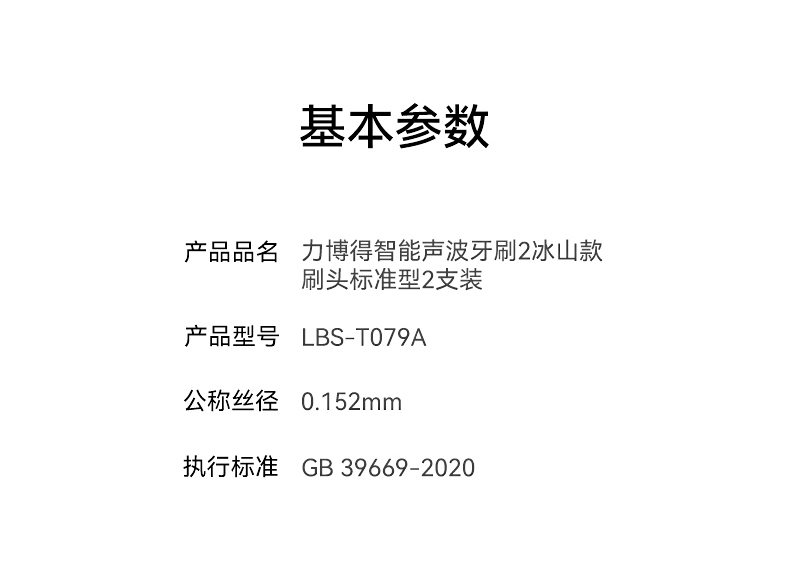 基本参数
产品品名 力博得智能声波牙刷2冰山款
刷头标准型2支装
产品型号 LBS-T079A
公称丝径 0.152mm
执行标准 GB 39669-2020